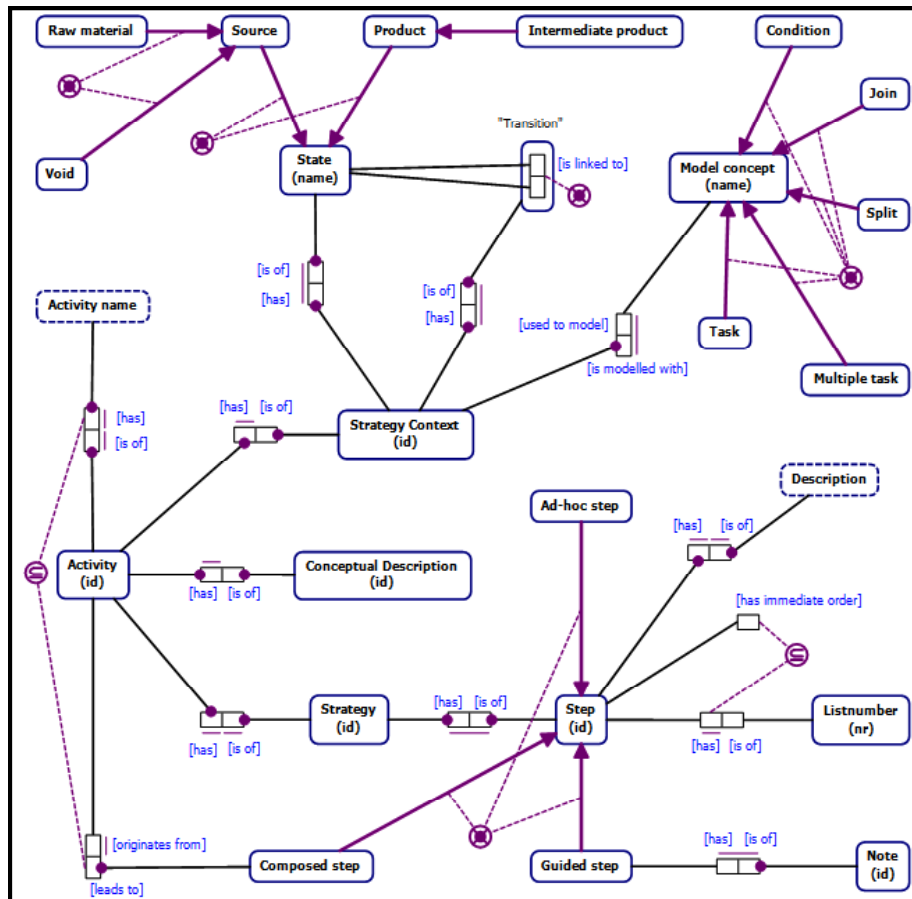 Raw material
Source
Product
Intermediate product
Condition
Join
"Transition"
[is linked to]
Void
State
(name)
Model concept
(name)
Split
[is of]
[has]
[is of]
[has]
Activity name
[used to model]
Task
[is modelled with]
Multiple task
[has]
[is of]
[has] [is of]
Strategy Context
(id)
Description
Ad-hoc step
[has] [is of]
Activity
(id)
Conceptual Description
(id)
[has] [is of]
[has immediate order]
Strategy
(id)
[has] [is of]
Step
(id)
Listnumber
(nr)
[has] [is of]
[has] [is of]
[originates from]
[has] [is of]
Composed step
Guided step
Note
(id)
[leads to]